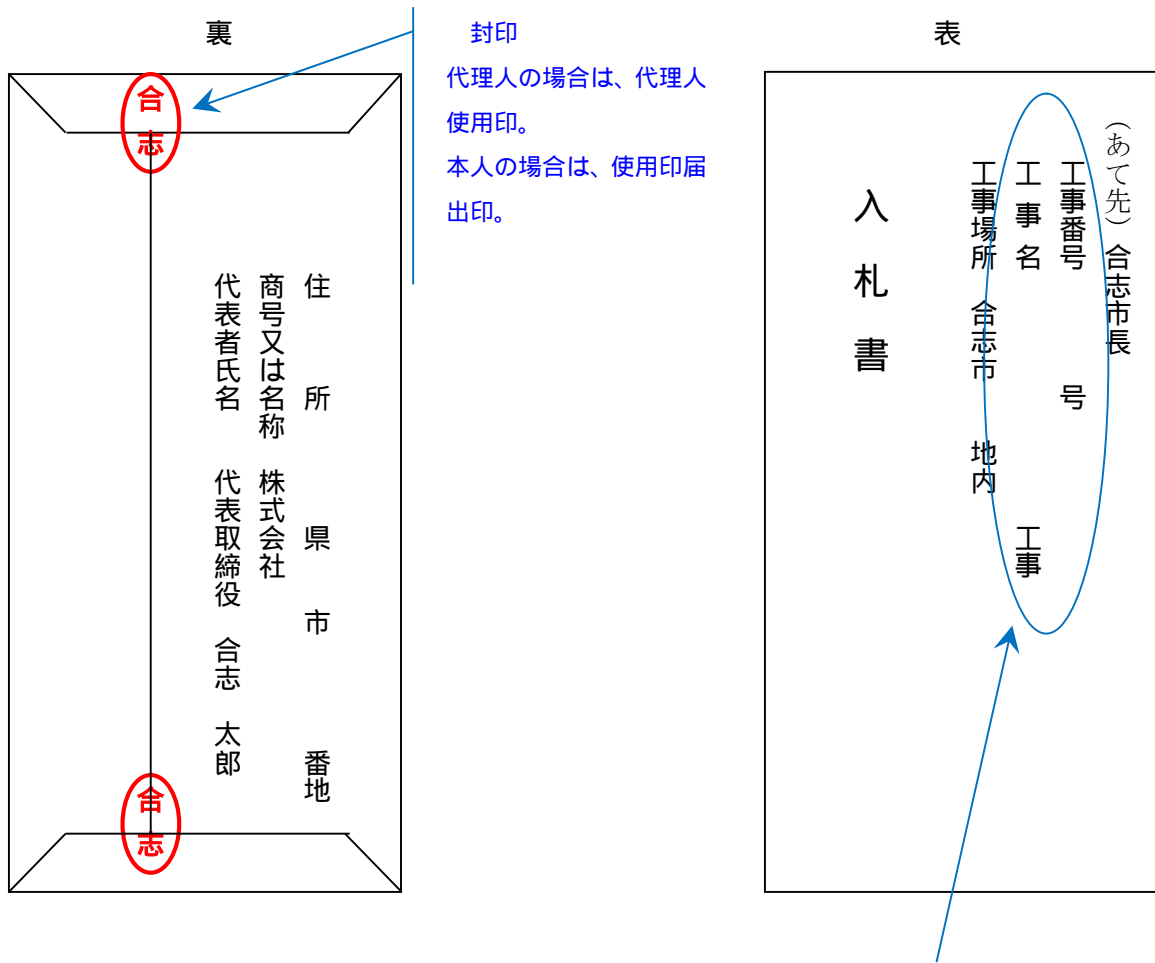 裏
合志
封印
代理人の場合は、代理人
使用印。
本人の場合は、使用印届
出印。
住　所　県　市　番地
商号又は名称　株式会社
代表者氏名　代表取締役　合志　太郎
合志
表
（あて先）合志市長
工事番号　号
工事名　工事
工事場所　合志市　地内
入札書